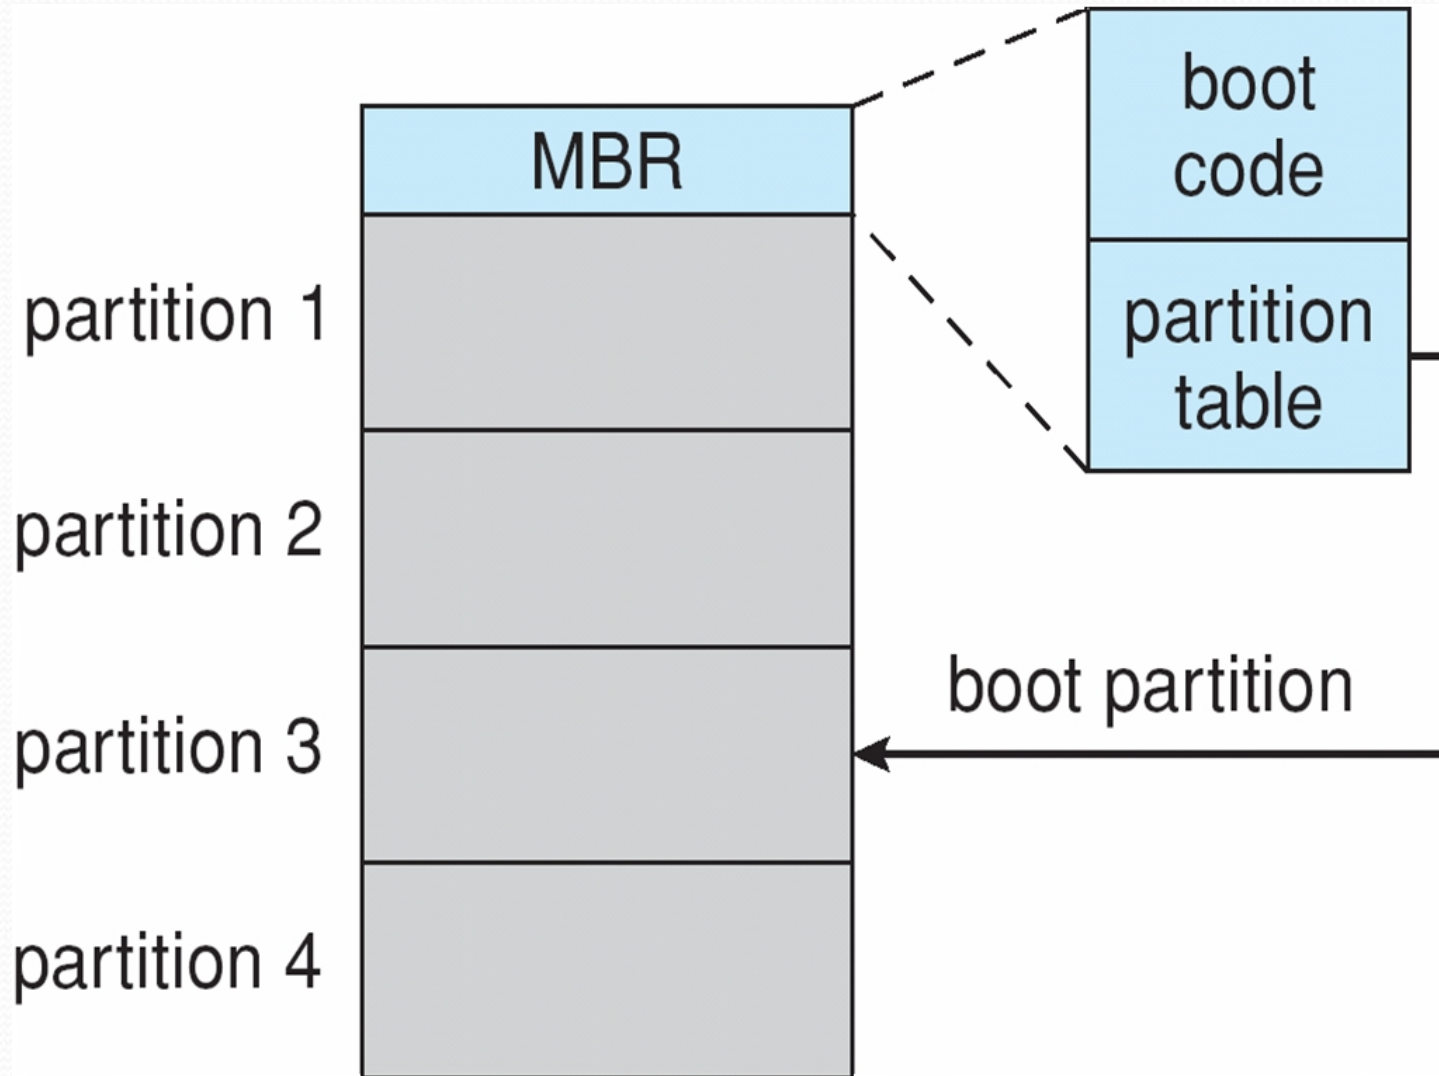 boot
code
MBR
partition 1
partition
table
partition 2
boot partition
partition 3
partition 4